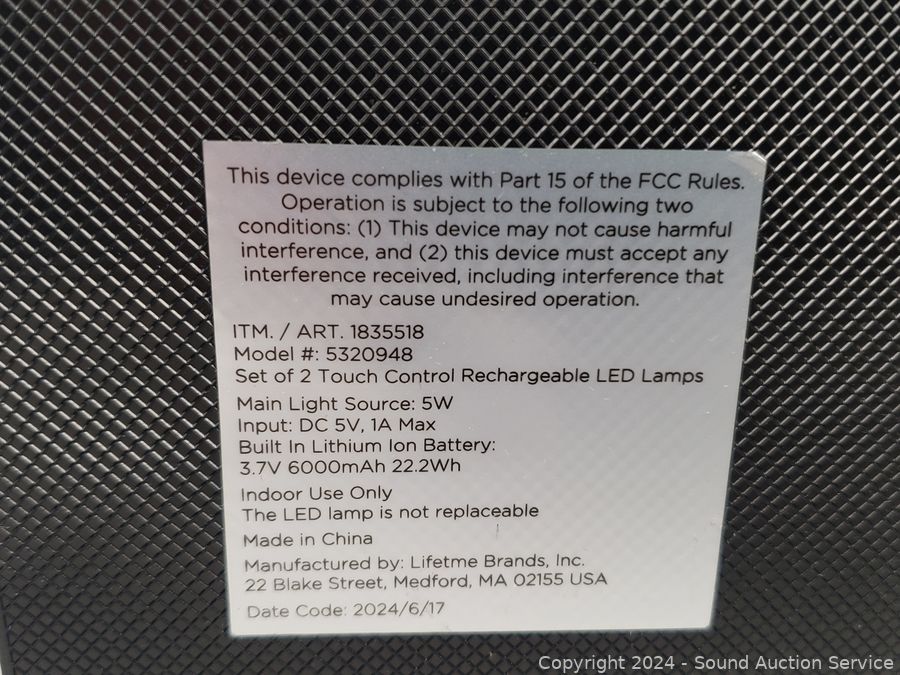 This device complies with Part 15 of the FCC Rules.
Operation is subject to the following two
conditions: (1) This device may not cause harmful
interference, and (2) this device must accept any
interference received, including interference that
may cause undesired operation.
ITM. / ART. 1835518
Model #: 5320948
Set of 2 Touch Control Rechargeable LED Lamps
Main Light Source: 5W
Input: DC 5V, 1A Max
Built In Lithium Ion Battery:
3.7V 6000mAh 22.2Wh
Indoor Use Only
The LED lamp is not replaceable
Made in China
Manufactured by: Lifetme Brands, Inc.
22 Blake Street, Medford, MA 02155 USA
Date Code: 2024/6/17
Copyright 2024 - Sound Auction Service